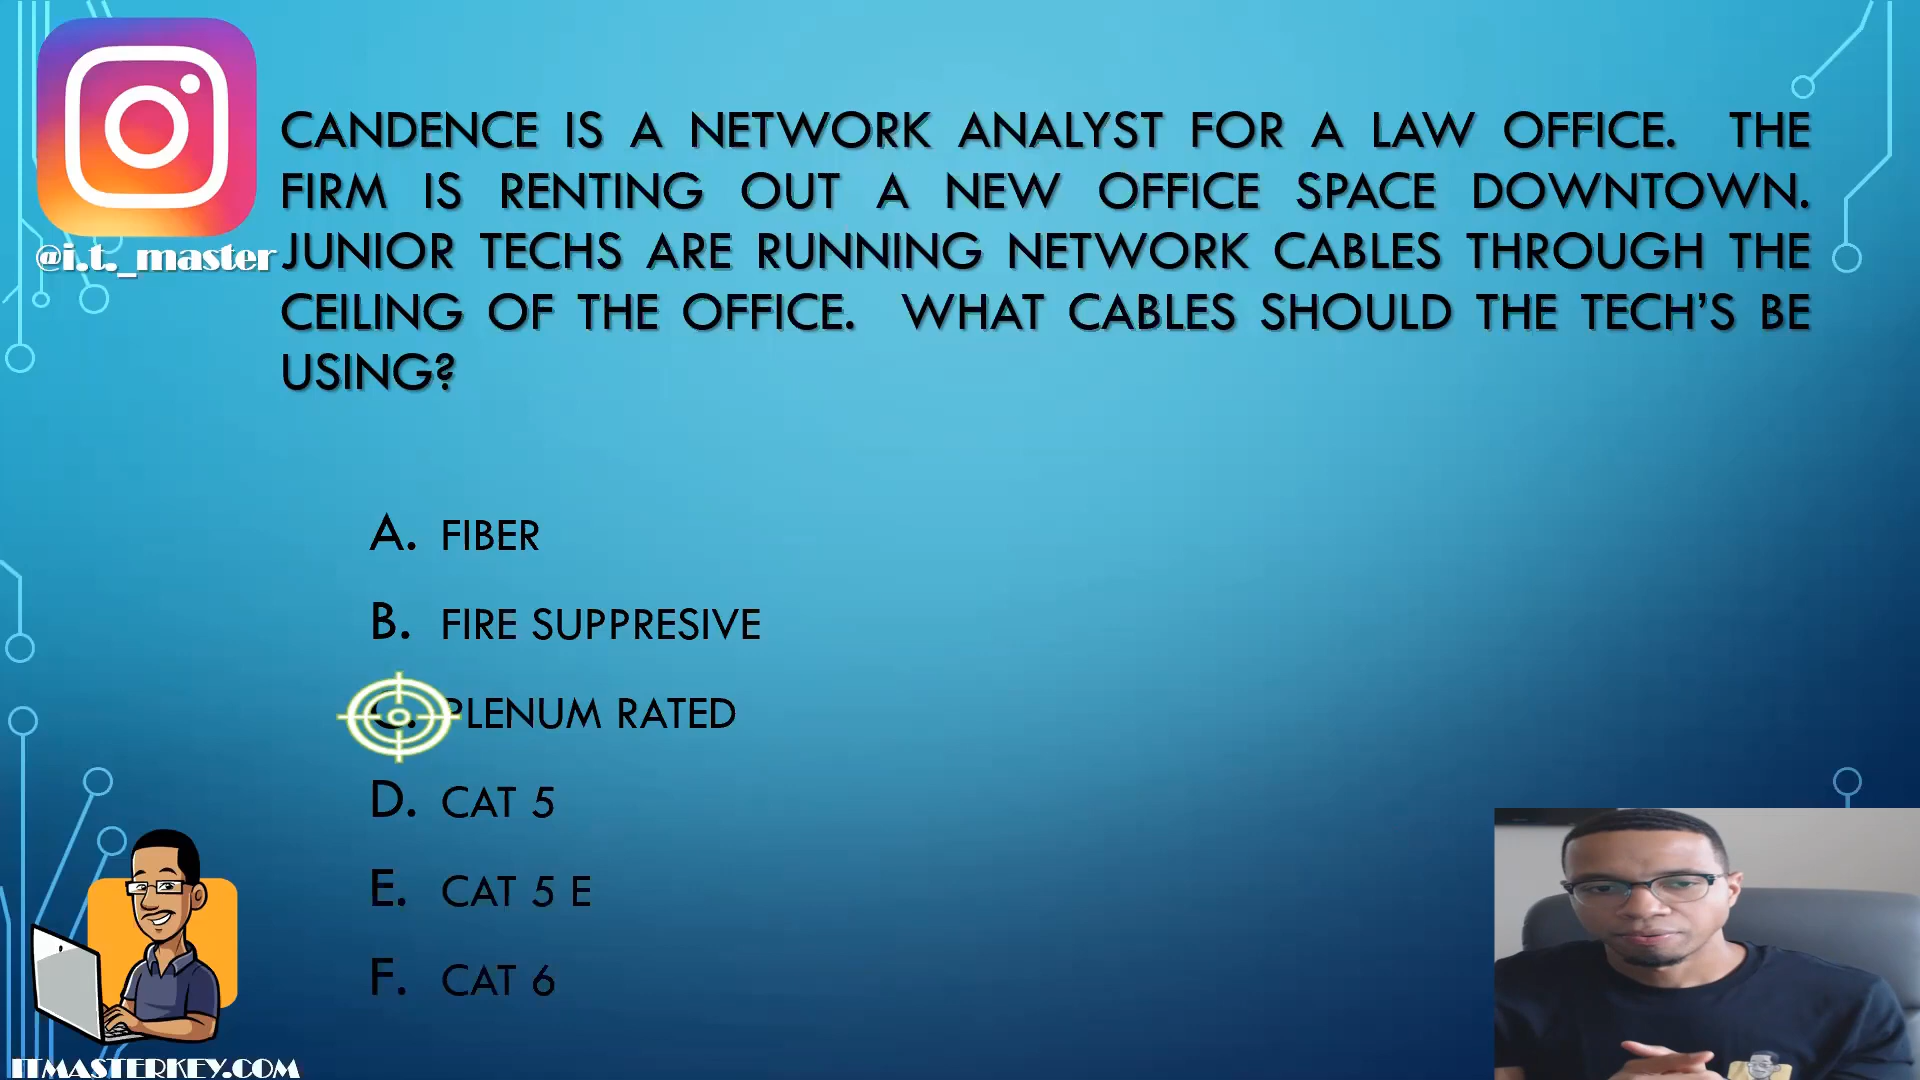 CANDENCE IS A NETWORK ANALYST FOR A LAW OFFICE. THE
FIRM IS RENTING OUT A NEW OFFICE SPACE DOWNTOWN.
JUNIOR TECHS ARE RUNNING NETWORK CABLES THROUGH THE
CEILING OF THE OFFICE. WHAT CABLES SHOULD THE TECH'S BE
USING?
@i.t._master
A. FIBER
B. FIRE SUPPRESIVE
C. PLENUM RATED
D. CAT 5
E. CAT 5 E
F. CAT 6
ITMASTERKEY.COM